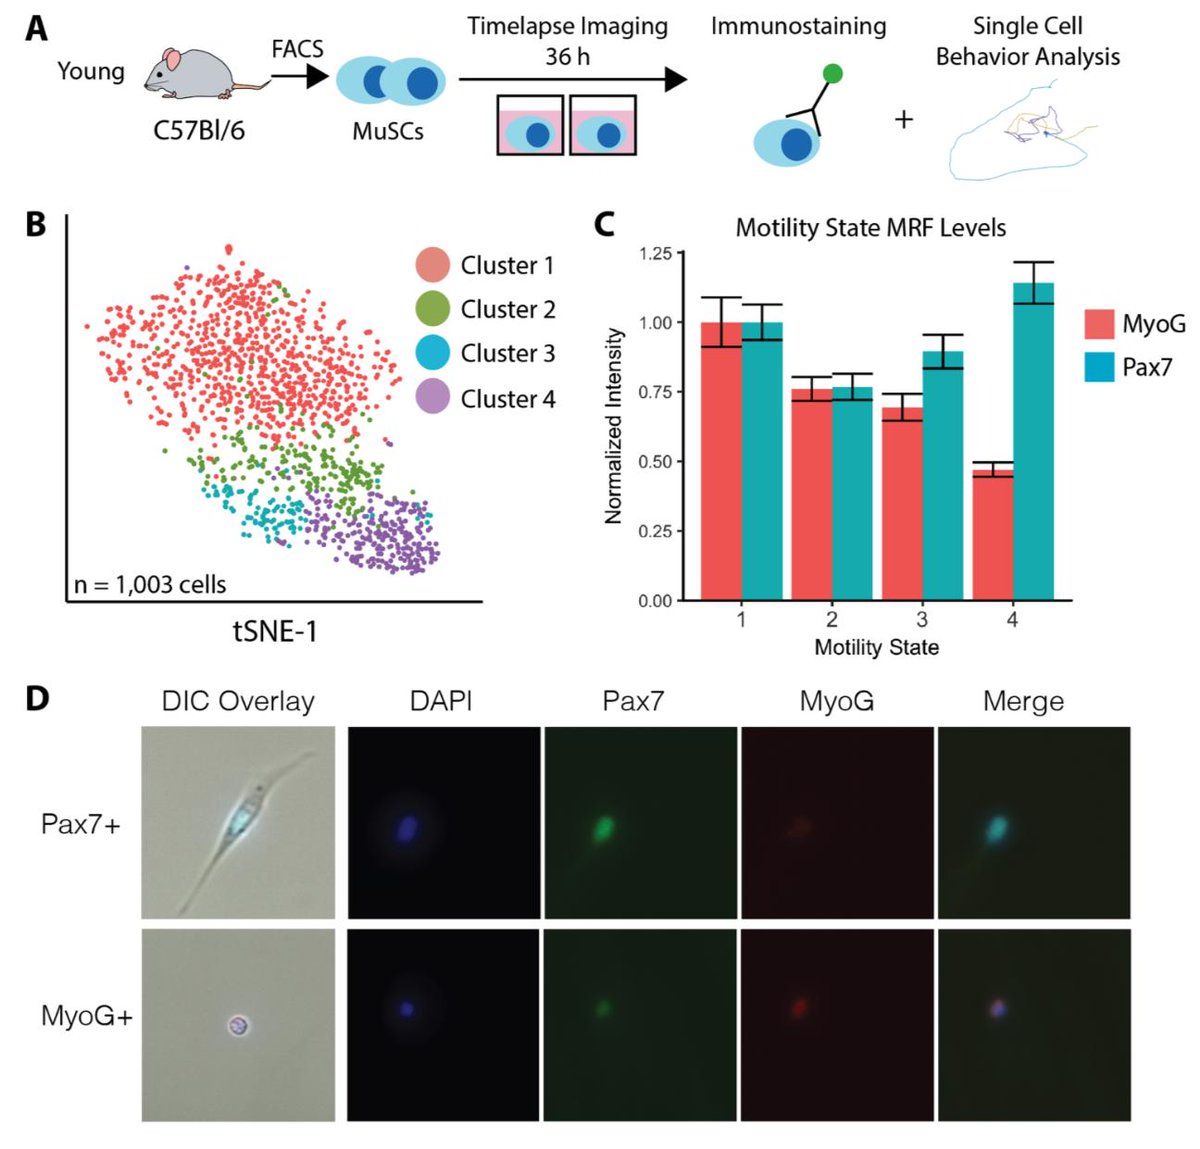 A
Young
C57Bl/6
FACS
MuSCs
Timelapse Imaging
36 h
Immunostaining
+
Single Cell
Behavior Analysis
B
Cluster 1
Cluster 2
Cluster 3
Cluster 4
n = 1,003 cells
tSNE-1
C
Motility State MRF Levels
Normalized Intensity
1.25
1.00
0.75
0.50
0.25
0.00
1 2 3 4
Motility State
MyoG
Pax7
D
DIC Overlay DAPI Pax7 MyoG Merge
Pax7+
MyoG+